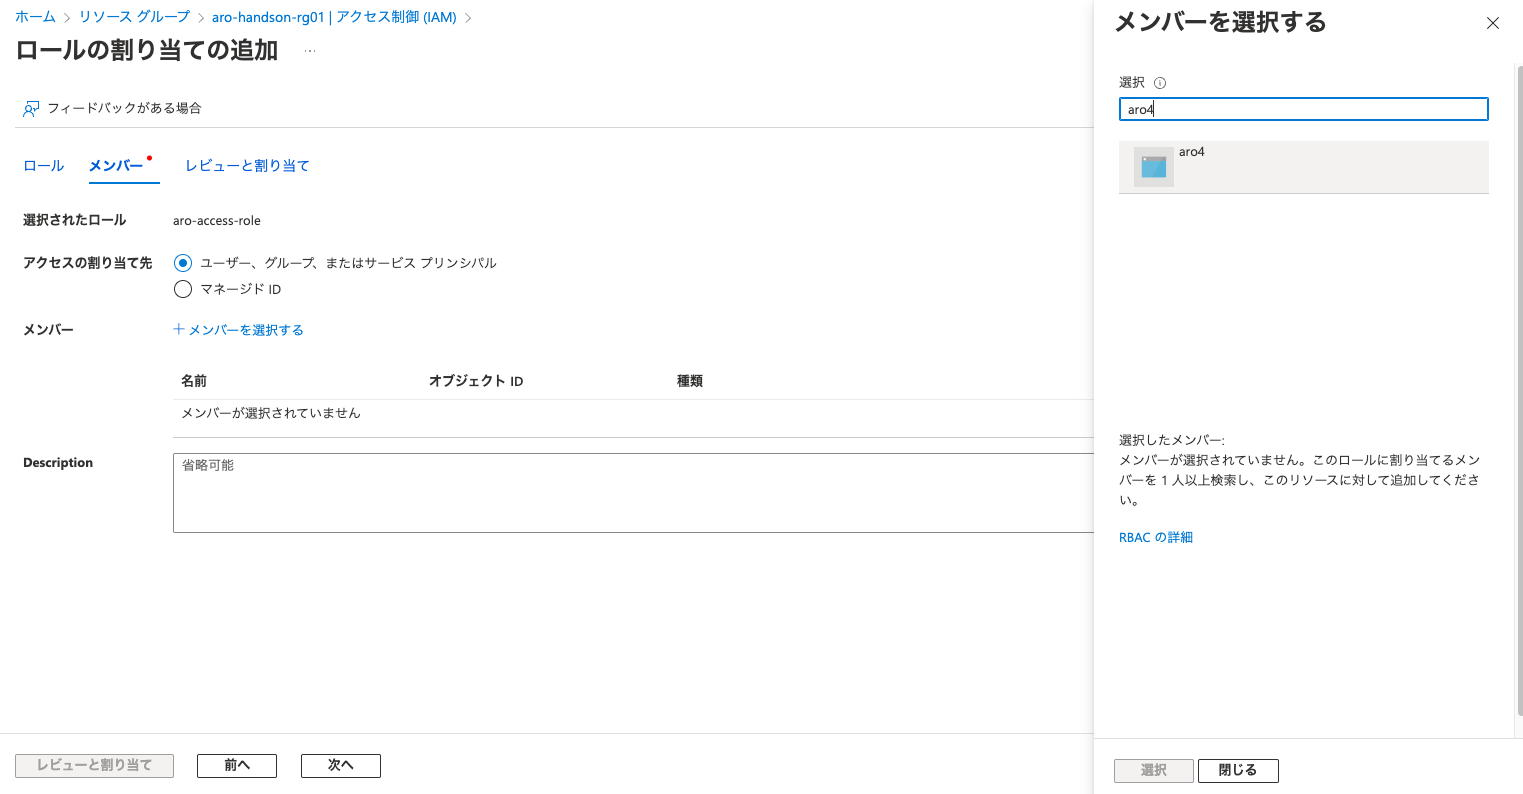 ホーム > リソース グループ > aro-handson-rg01 | アクセス制御 (IAM) >
ロールの割り当ての追加 …
フィードバックがある場合
ロール メンバー レビューと割り当て
選択されたロール aro-access-role
アクセスの割り当て先 ユーザー、グループ、またはサービス プリンシパル
マネージド ID
メンバー + メンバーを選択する
名前 オブジェクト ID 種類
メンバーが選択されていません
Description 省略可能
レビューと割り当て 前へ 次へ
メンバーを選択する
選択
aro4
aro4
選択したメンバー:
メンバーが選択されていません。このロールに割り当てるメン
バーを 1 人以上検索し、このリソースに対して追加してくださ
い。
RBAC の詳細
選択 閉じる